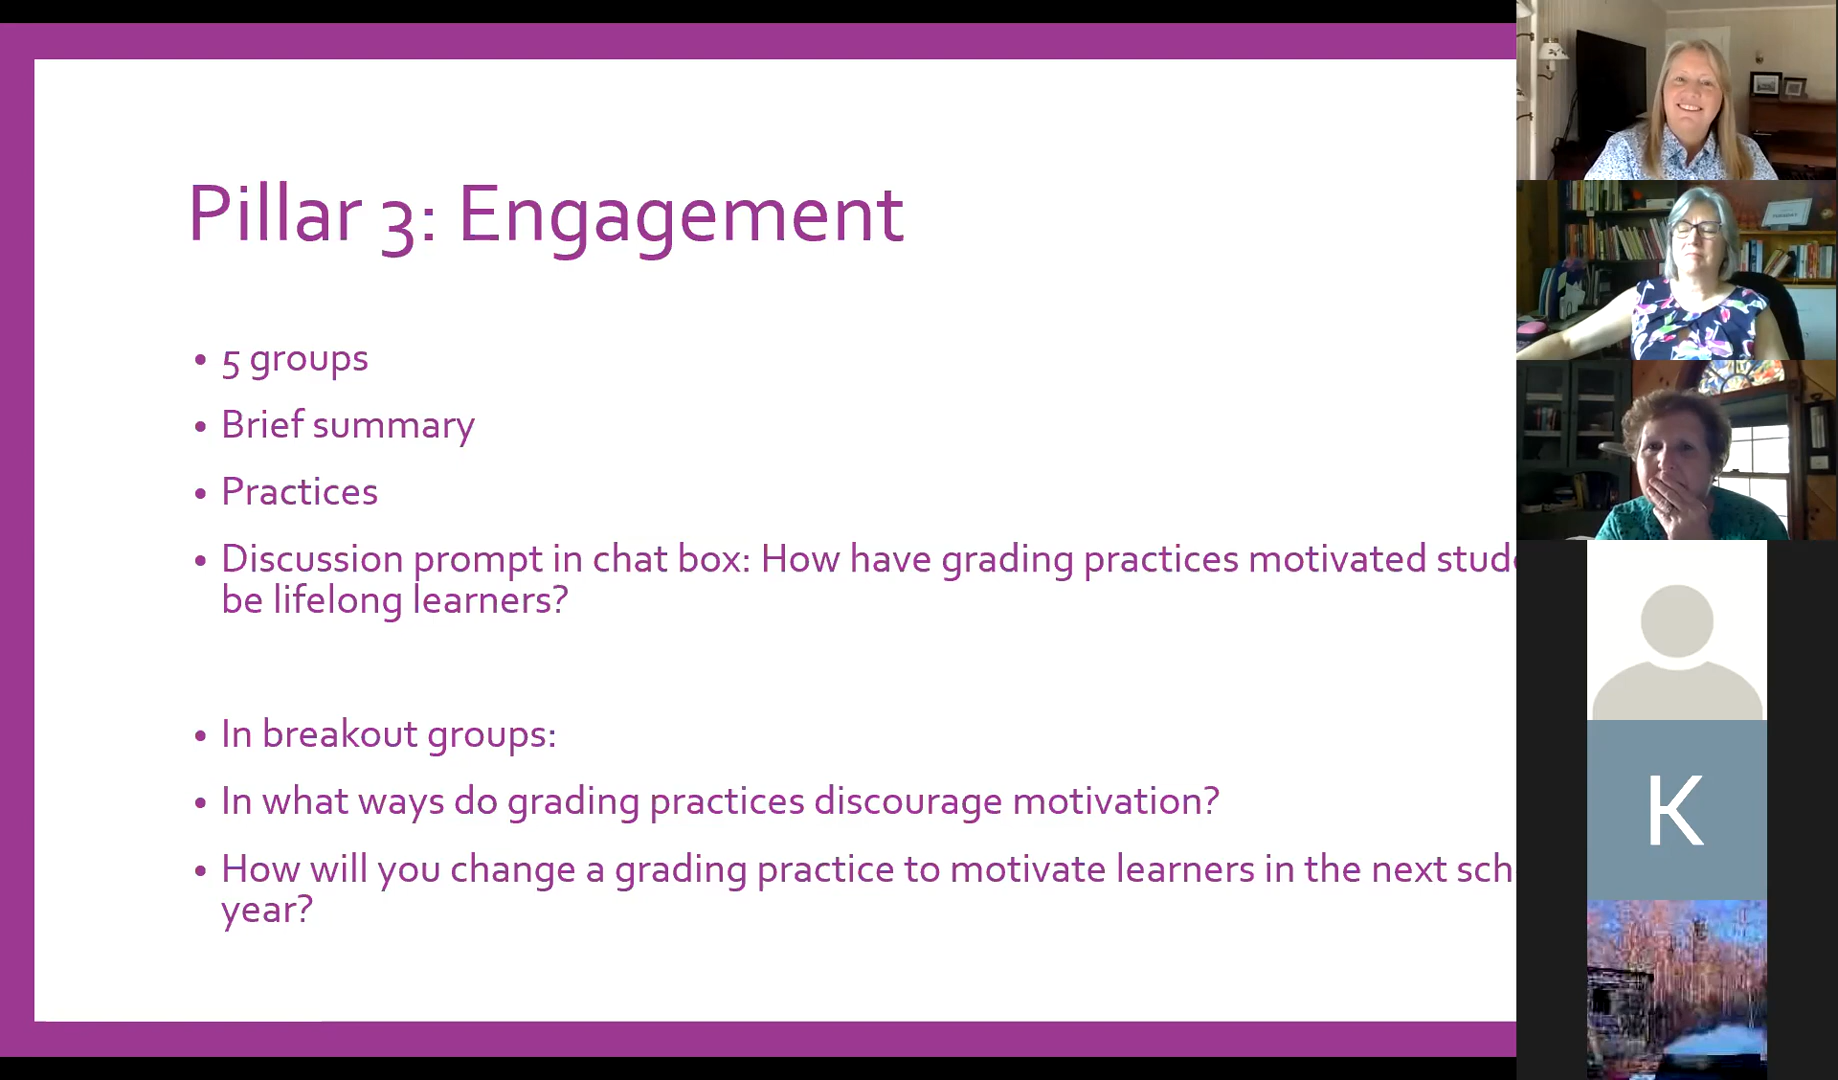 Pillar 3: Engagement
• 5 groups
• Brief summary
• Practices
• Discussion prompt in chat box: How have grading practices motivated
be lifelong learners?
• In breakout groups:
• In what ways do grading practices discourage motivation?
• How will you change a grading practice to motivate learners in the next
year?
K